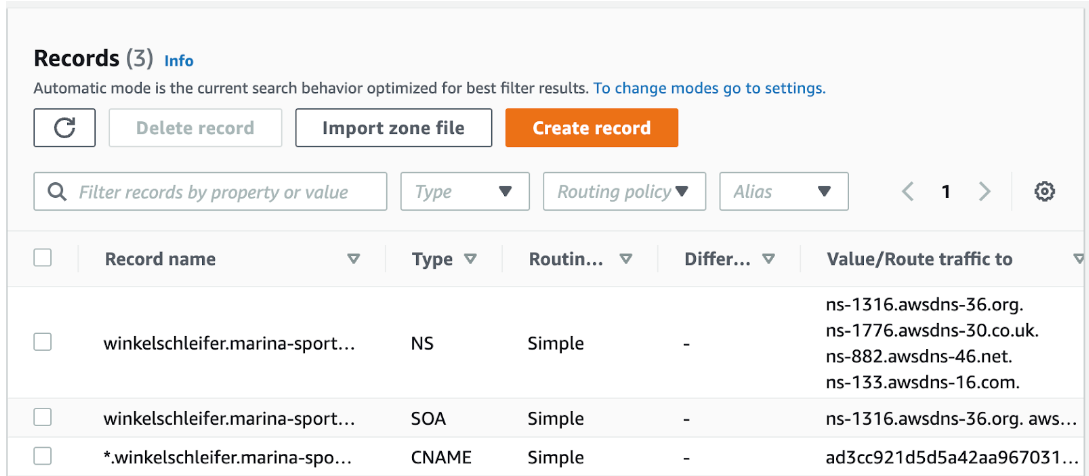 Records (3) Info
Automatic mode is the current search behavior optimized for best filter results. To change modes go to settings.
Delete record Import zone file Create record
Filter records by property or value Type Routing policy Alias 1
Record name Type Routin... Differ... Value/Route traffic to
winkelschleifer.marina-sport... NS Simple - ns-1316.awsdns-36.org.
ns-1776.awsdns-30.co.uk.
ns-882.awsdns-46.net.
ns-133.awsdns-16.com.
winkelschleifer.marina-sport... SOA Simple - ns-1316.awsdns-36.org. aws...
*.winkelschleifer.marina-spo... CNAME Simple - ad3cc921d5d5a42aa967031...